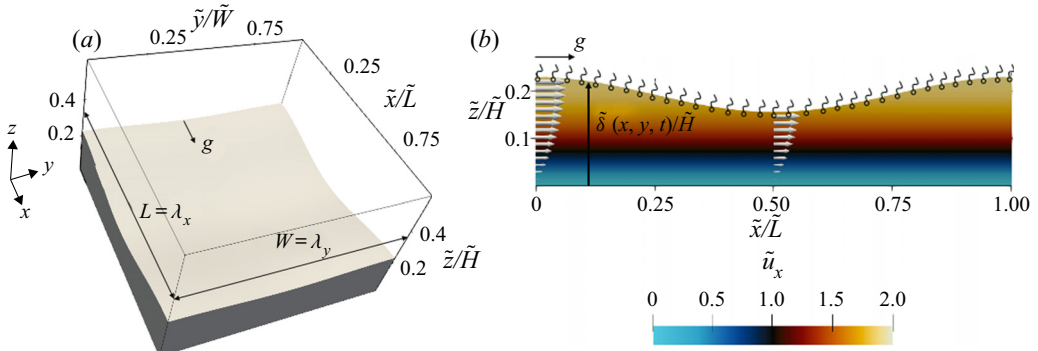 (a)
ỹ/W̃
0.25
0.75
0.25
x̃/L̃
0.75
0.4
0.2
z
y
x
g
L = λx
W = λy
0.4
z̃/H̃
0.2
(b)
g
0.2
z̃/H̃
0.1
δ̃ (x, y, t)/H̃
0 0.25 0.50 0.75 1.00
x̃/L̃
ũx
0 0.5 1.0 1.5 2.0